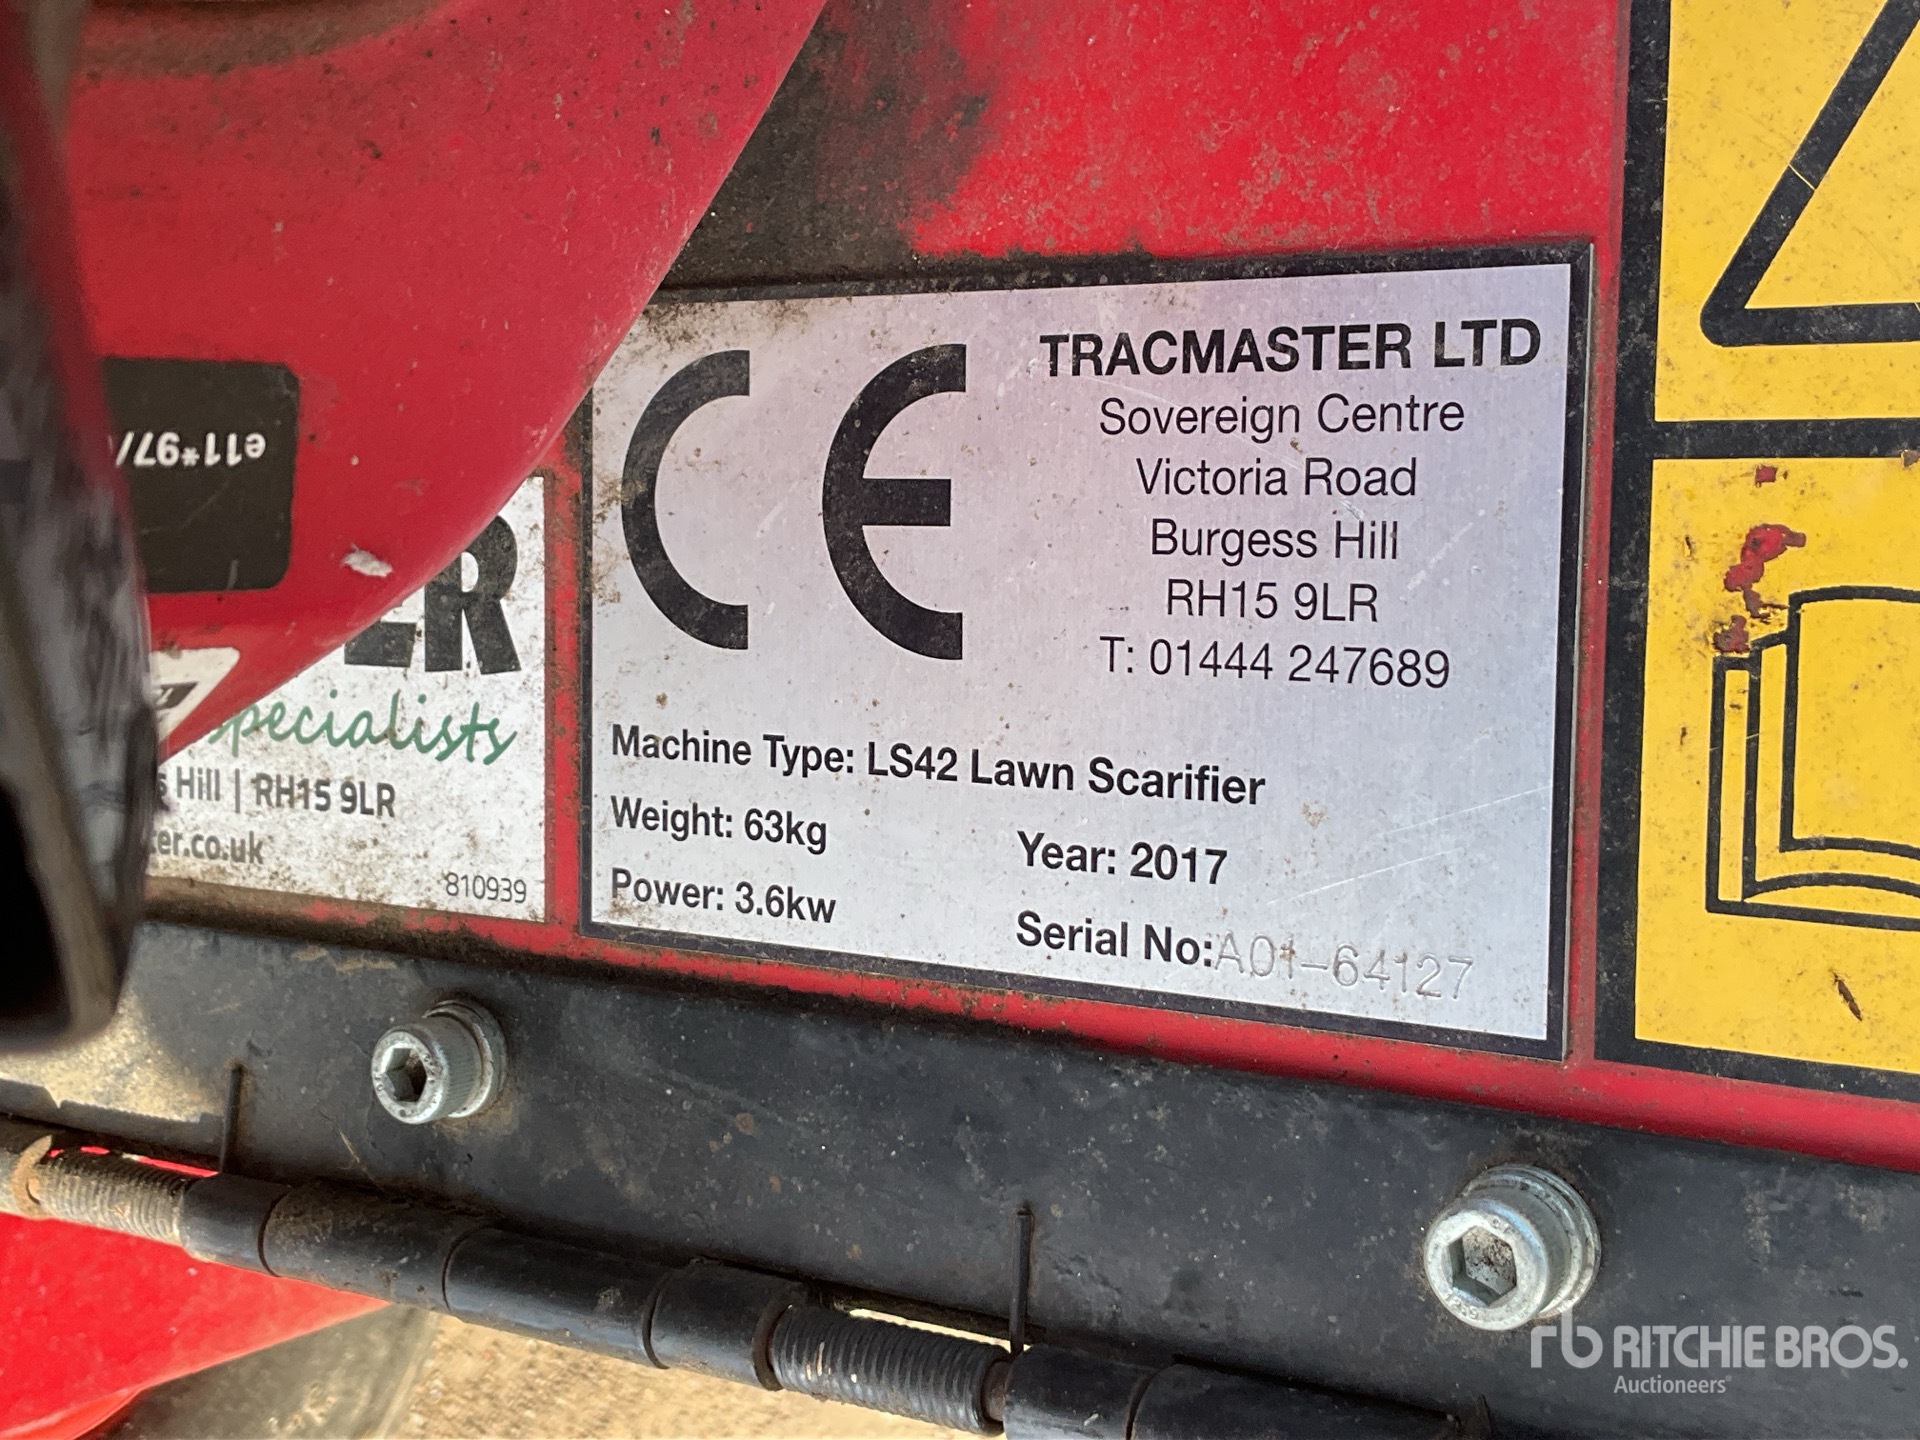 TRACMASTER LTD
Sovereign Centre
Victoria Road
Burgess Hill
RH15 9LR
T: 01444 247689
CE
Machine Type: LS42 Lawn Scarifier
Weight: 63kg
Year: 2017
Power: 3.6kw
Serial No: A01-64127
e11*97/
ER
specialists
s Hill | RH15 9LR
er.co.uk
810939
rb RITCHIE BROS.
Auctioneers